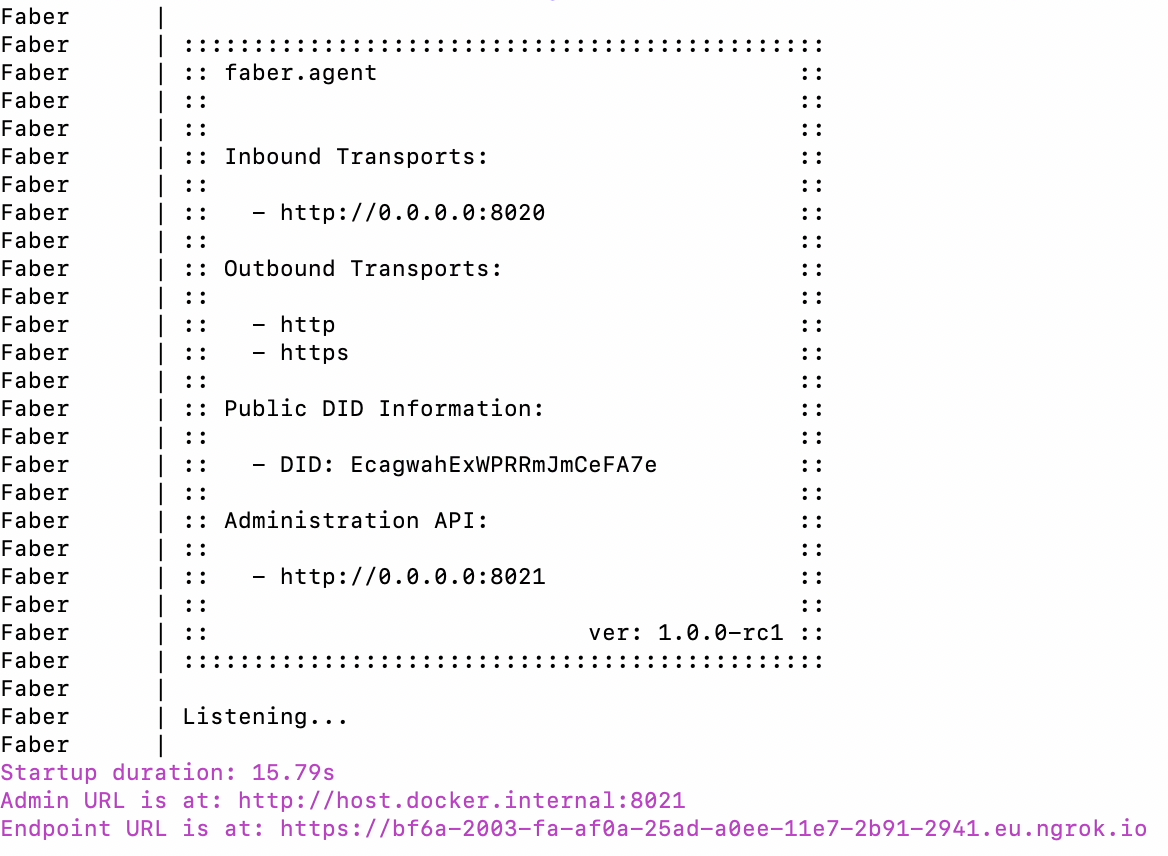 Faber      |
Faber      | ::::::::::::::::::::::::::::::::::::::::::::::
Faber      | :: faber.agent                              ::
Faber      | ::                                          ::
Faber      | ::                                          ::
Faber      | :: Inbound Transports:                      ::
Faber      | ::                                          ::
Faber      | ::   - http://0.0.0.0:8020                  ::
Faber      | ::                                          ::
Faber      | :: Outbound Transports:                     ::
Faber      | ::                                          ::
Faber      | ::   - http                                 ::
Faber      | ::   - https                                ::
Faber      | ::                                          ::
Faber      | :: Public DID Information:                  ::
Faber      | ::                                          ::
Faber      | ::   - DID: EcagwahExWPRRmJmCeFA7e          ::
Faber      | ::                                          ::
Faber      | :: Administration API:                      ::
Faber      | ::                                          ::
Faber      | ::   - http://0.0.0.0:8021                  ::
Faber      | ::                                          ::
Faber      | ::                           ver: 1.0.0-rc1 ::
Faber      | ::::::::::::::::::::::::::::::::::::::::::::::
Faber      |
Faber      | Listening...
Faber      |
Startup duration: 15.79s
Admin URL is at: http://host.docker.internal:8021
Endpoint URL is at: https://bf6a-2003-fa-af0a-25ad-a0ee-11e7-2b91-2941.eu.ngrok.io